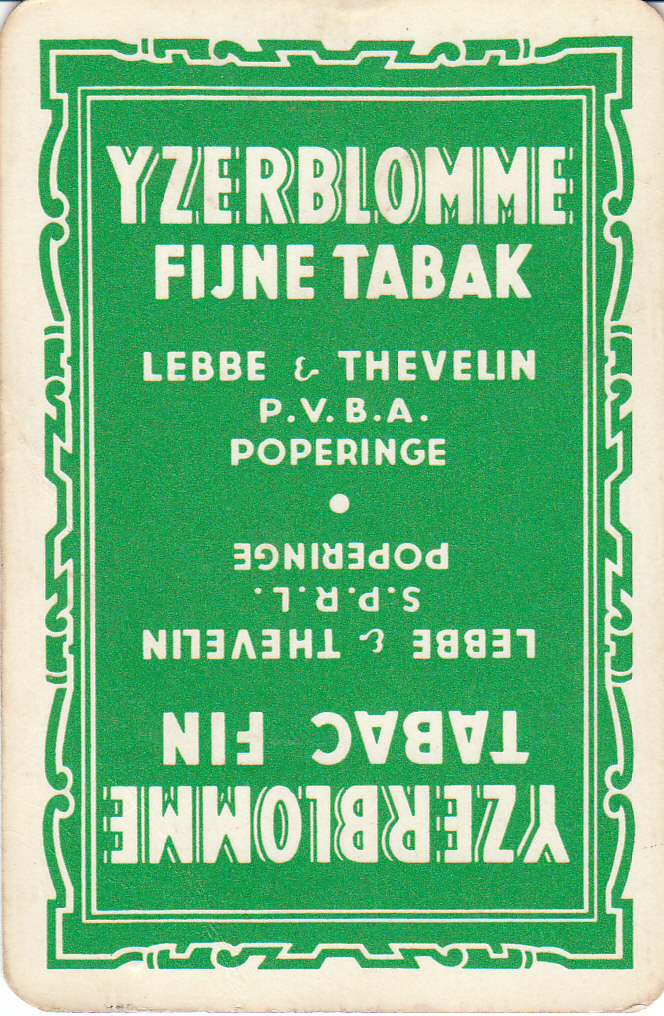 YZERBLOMME
FIJNE TABAK
LEBBE & THEVELIN
P.V.B.A.
POPERINGE
YZERBLOMME
TABAC FIN
LEBBE & THEVELIN
S.P.R.L.
POPERINGE